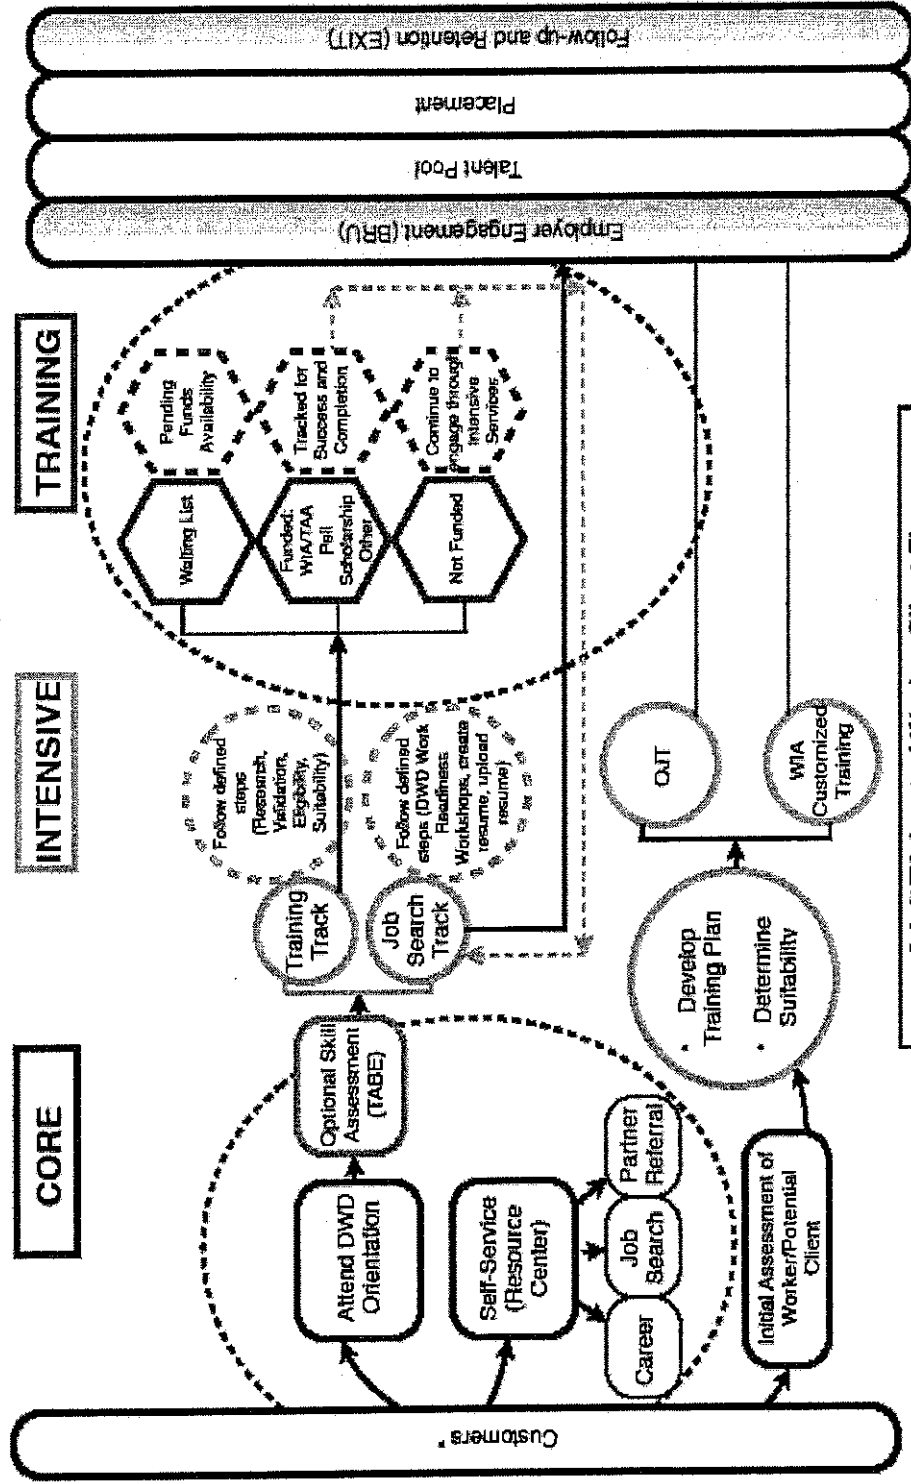 CORE
INTENSIVE
TRAINING
Customers *
Attend DWD
Orientation
Optional Skill
Assessment
(TABE)
Self-Service
(Resource
Center)
Career
Job
Search
Partner
Referral
Initial Assessment of
Worker/Potential
Client
Training
Track
Follow defined
steps
(Research,
Validation,
Eligibility,
Suitability)
Job
Search
Track
Follow defined
steps (DWD Work
Readiness
Workshops, create
resume, upload
resume)
* Develop
Training Plan
* Determine
Suitability
OJT
WIA
Customized
Training
Waiting List
Pending
Funds
Availability
Funded:
WIA/TAA
Pell
Scholarship
Other
Tracked for
Success and
Completion
Not Funded
Continue to
engage through
Intensive
Services
Employer Engagement (BRU)
Talent Pool
Placement
Follow-up and Retention (EXIT)